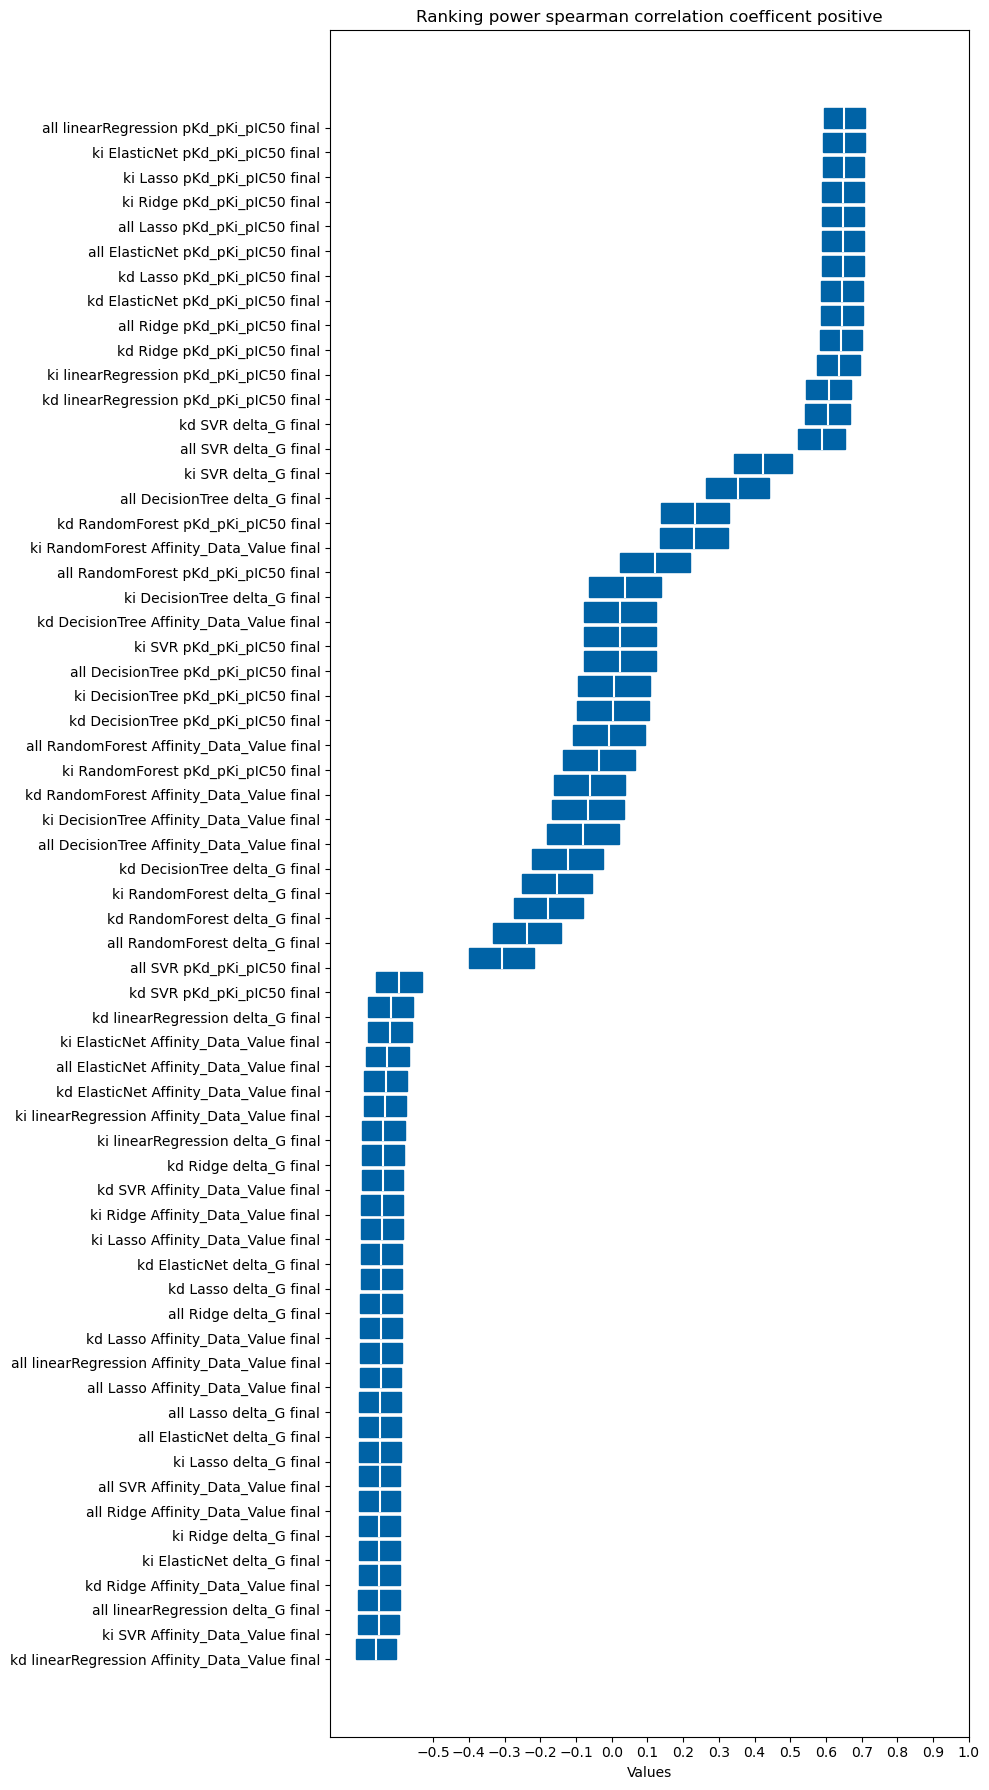 Ranking power spearman correlation coefficent positive
all linearRegression pKd_pKi_pIC50 final
ki ElasticNet pKd_pKi_pIC50 final
ki Lasso pKd_pKi_pIC50 final
ki Ridge pKd_pKi_pIC50 final
all Lasso pKd_pKi_pIC50 final
all ElasticNet pKd_pKi_pIC50 final
kd Lasso pKd_pKi_pIC50 final
kd ElasticNet pKd_pKi_pIC50 final
all Ridge pKd_pKi_pIC50 final
kd Ridge pKd_pKi_pIC50 final
ki linearRegression pKd_pKi_pIC50 final
kd linearRegression pKd_pKi_pIC50 final
kd SVR delta_G final
all SVR delta_G final
ki SVR delta_G final
all DecisionTree delta_G final
kd RandomForest pKd_pKi_pIC50 final
ki RandomForest Affinity_Data_Value final
all RandomForest pKd_pKi_pIC50 final
ki DecisionTree delta_G final
kd DecisionTree Affinity_Data_Value final
ki SVR pKd_pKi_pIC50 final
all DecisionTree pKd_pKi_pIC50 final
ki DecisionTree pKd_pKi_pIC50 final
kd DecisionTree pKd_pKi_pIC50 final
all RandomForest Affinity_Data_Value final
ki RandomForest pKd_pKi_pIC50 final
kd RandomForest Affinity_Data_Value final
ki DecisionTree Affinity_Data_Value final
all DecisionTree Affinity_Data_Value final
kd DecisionTree delta_G final
ki RandomForest delta_G final
kd RandomForest delta_G final
all RandomForest delta_G final
all SVR pKd_pKi_pIC50 final
kd SVR pKd_pKi_pIC50 final
kd linearRegression delta_G final
ki ElasticNet Affinity_Data_Value final
all ElasticNet Affinity_Data_Value final
kd ElasticNet Affinity_Data_Value final
ki linearRegression Affinity_Data_Value final
ki linearRegression delta_G final
kd Ridge delta_G final
kd SVR Affinity_Data_Value final
ki Ridge Affinity_Data_Value final
ki Lasso Affinity_Data_Value final
kd ElasticNet delta_G final
kd Lasso delta_G final
all Ridge delta_G final
kd Lasso Affinity_Data_Value final
all linearRegression Affinity_Data_Value final
all Lasso Affinity_Data_Value final
all Lasso delta_G final
all ElasticNet delta_G final
ki Lasso delta_G final
all SVR Affinity_Data_Value final
all Ridge Affinity_Data_Value final
ki Ridge delta_G final
ki ElasticNet delta_G final
kd Ridge Affinity_Data_Value final
all linearRegression delta_G final
ki SVR Affinity_Data_Value final
kd linearRegression Affinity_Data_Value final
−0.5 −0.4 −0.3 −0.2 −0.1 0.0 0.1 0.2 0.3 0.4 0.5 0.6 0.7 0.8 0.9 1.0
Values